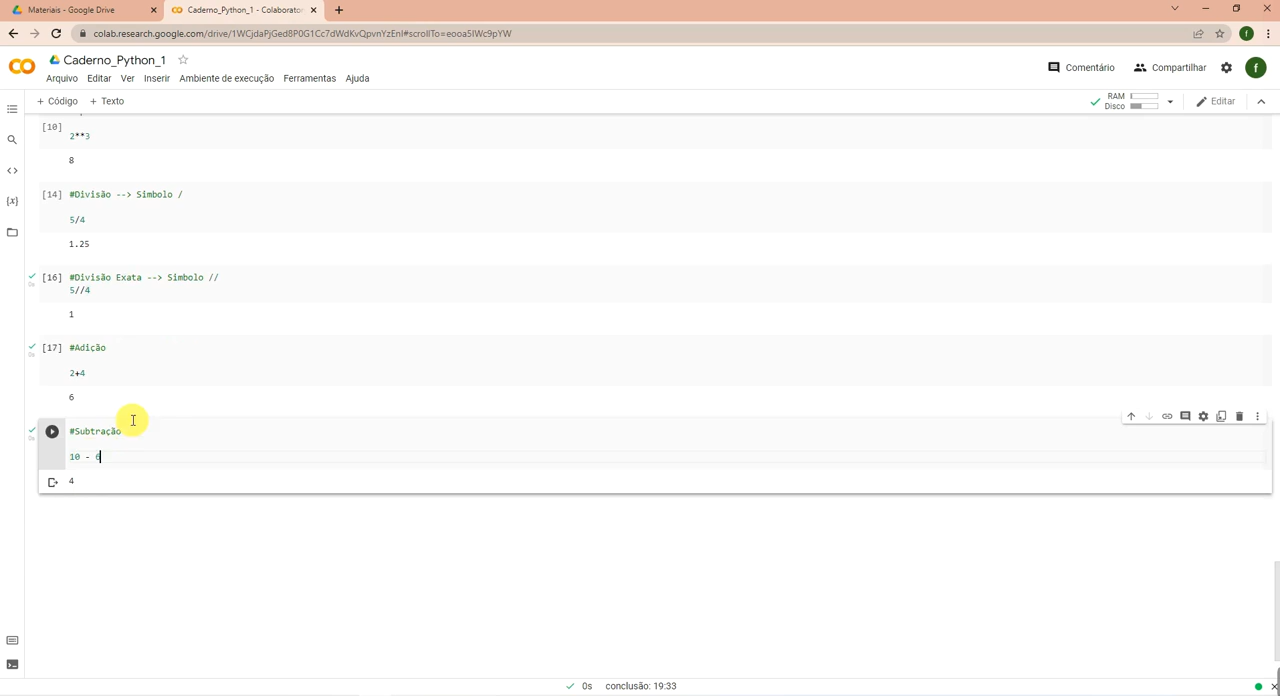 Materiais - Google Drive
Caderno_Python_1 - Colaborator
colab.research.google.com/drive/1WCjdaPjGed8P0G1Cc7dWdKvQpvnYzEnI#scrollTo=eooa5IWc9pYW
Caderno_Python_1
Arquivo Editar Ver Inserir Ambiente de execução Ferramentas Ajuda
Comentário Compartilhar f
+ Código + Texto
RAM
Disco
Editar
[10]
2**3
8
[14] #Divisão --> Simbolo /
5/4
1.25
[16] #Divisão Exata --> Simbolo //
0s
5//4
1
[17] #Adição
0s
2+4
6
#Subtração
0s
10 - 6
4
0s conclusão: 19:33